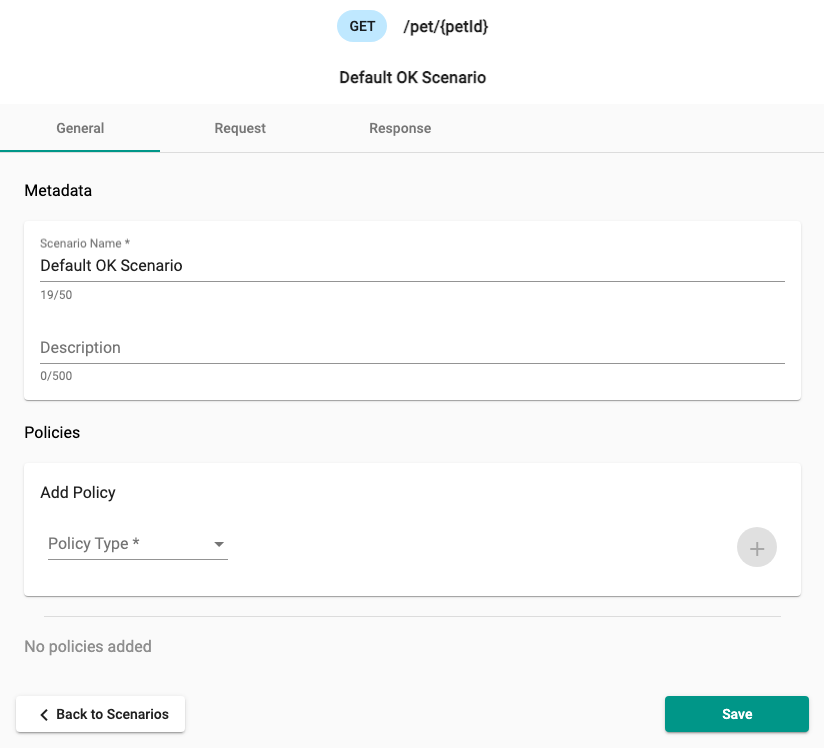 GET /pet/{petId}
Default OK Scenario
General Request Response
Metadata
Scenario Name *
Default OK Scenario
19/50
Description
0/500
Policies
Add Policy
Policy Type *
No policies added
Back to Scenarios Save